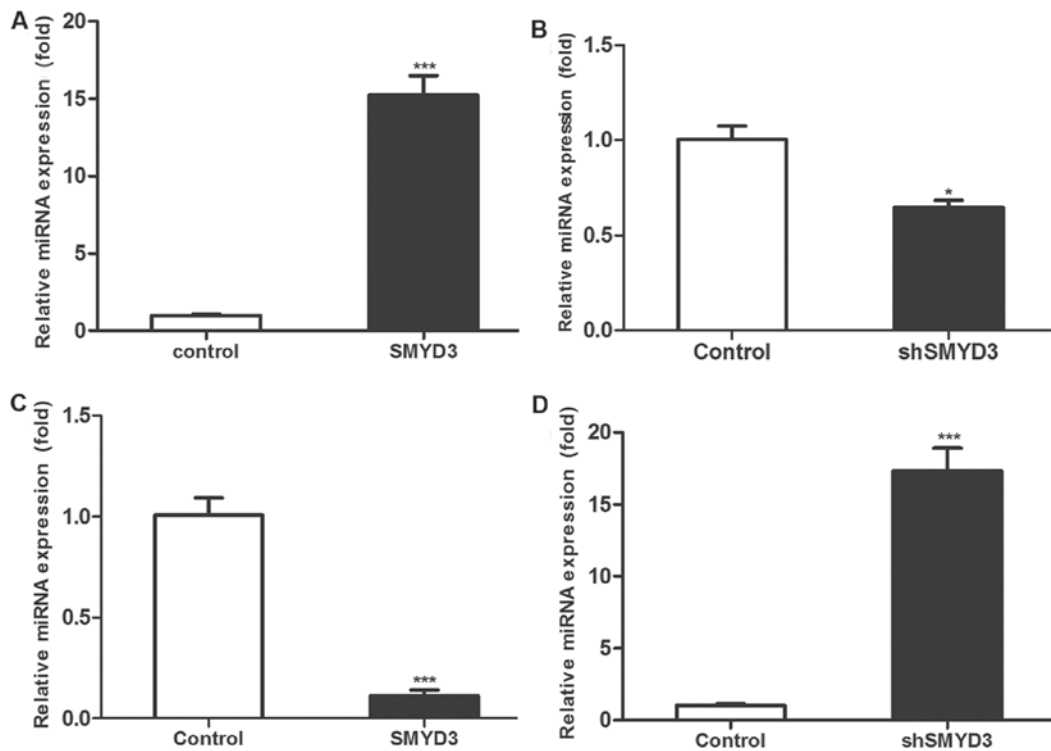 A
Relative miRNA expression (fold)
20
15
10
5
0
***
control
SMYD3
B
Relative miRNA expression (fold)
1.5
1.0
0.5
0.0
*
Control
shSMYD3
C
Relative miRNA expression (fold)
1.5
1.0
0.5
0.0
***
Control
SMYD3
D
Relative miRNA expression (fold)
20
15
10
5
0
***
Control
shSMYD3